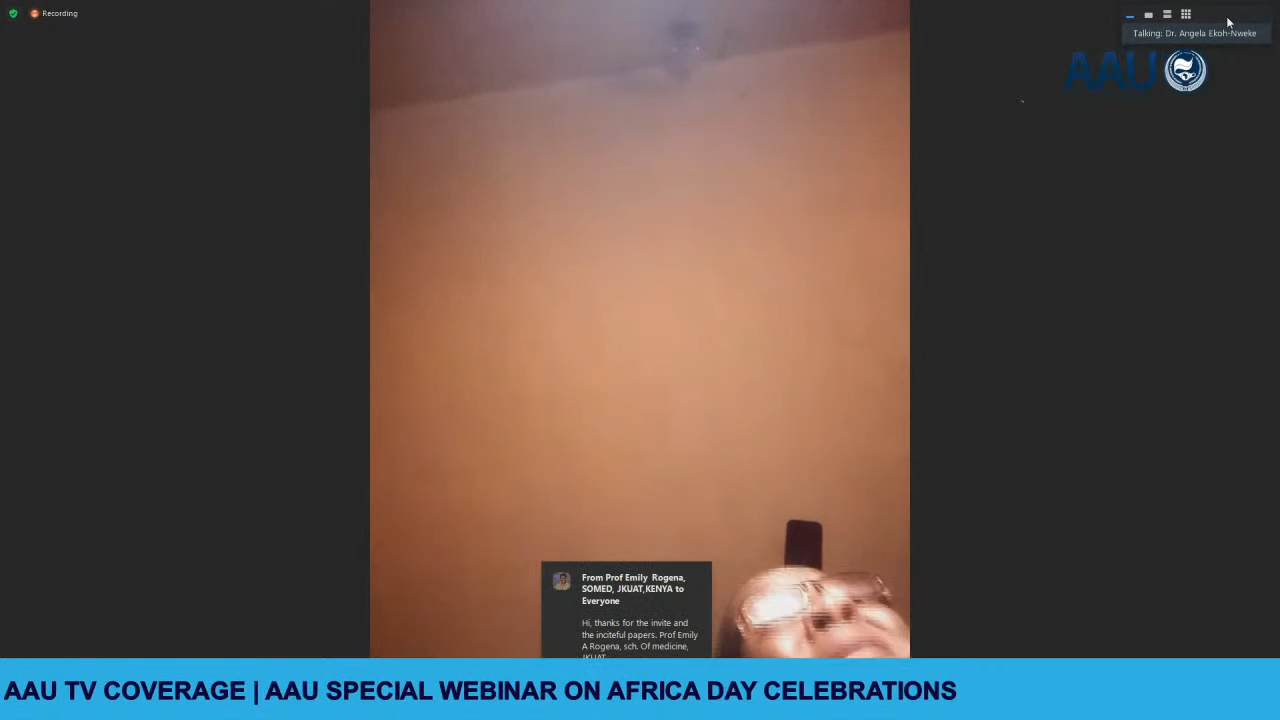 Recording
Talking: Dr. Angela Ekoh-Nweke
AAU
From Prof Emily Rogena,
SOMED, JKUAT,KENYA to
Everyone
Hi, thanks for the invite and
the inciteful papers. Prof Emily
A Rogena, sch. Of medicine,
JKUAT
AAU TV COVERAGE | AAU SPECIAL WEBINAR ON AFRICA DAY CELEBRATIONS